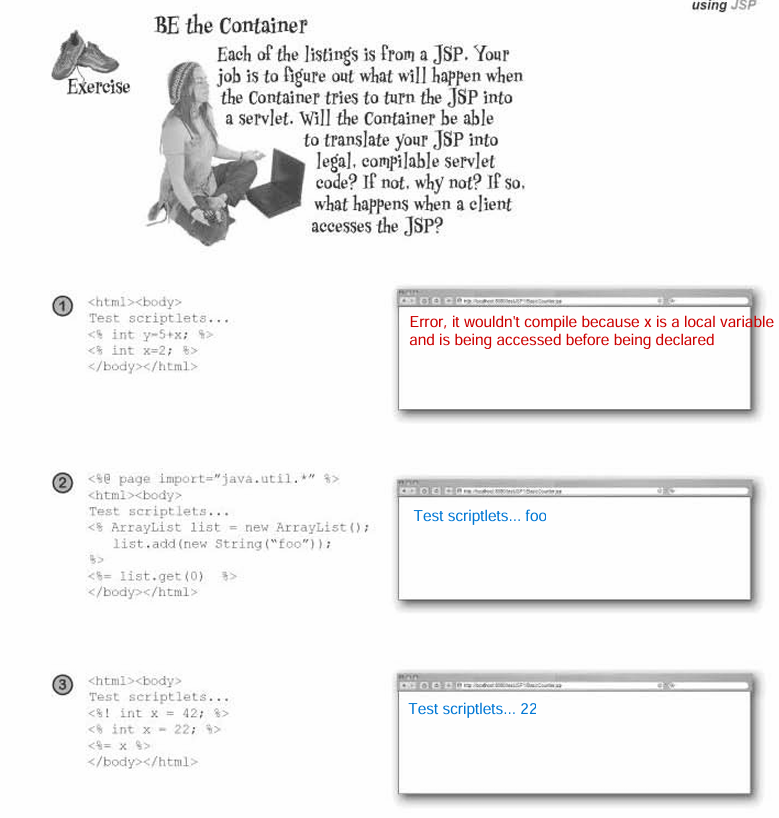 using JSP
BE the Container
Each of the listings is from a JSP. Your
job is to figure out what will happen when
the Container tries to turn the JSP into
a servlet. Will the Container be able
to translate your JSP into
legal, compilable servlet
code? If not, why not? If so,
what happens when a client
accesses the JSP?
Exercise
1
<html><body>
Test scriptlets...
<% int y=5+x; %>
<% int x=2; %>
</body></html>
Error, it wouldn't compile because x is a local variable
and is being accessed before being declared
2
<%@ page import="java.util.*" %>
<html><body>
Test scriptlets...
<% ArrayList list = new ArrayList();
list.add(new String("foo"));
%>
<%= list.get(0) %>
</body></html>
Test scriptlets... foo
3
<html><body>
Test scriptlets...
<%! int x = 42; %>
<% int x = 22; %>
<%= x %>
</body></html>
Test scriptlets... 22